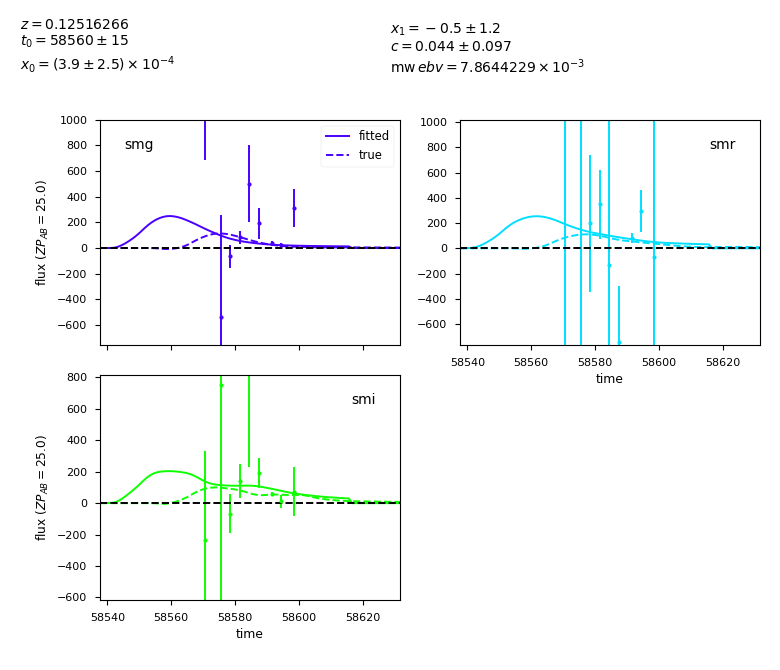 z = 0.12516266
t₀ = 58560 ± 15
x₀ = (3.9 ± 2.5) × 10⁻⁴
x₁ = −0.5 ± 1.2
c = 0.044 ± 0.097
mw ebv = 7.8644229 × 10⁻³
1000
800
600
400
200
0
−200
−400
−600
flux (ZP_AB = 25.0)
smg
fitted
true
1000
800
600
400
200
0
−200
−400
−600
smr
58540
58560
58580
58600
58620
time
800
600
400
200
0
−200
−400
−600
flux (ZP_AB = 25.0)
smi
58540
58560
58580
58600
58620
time